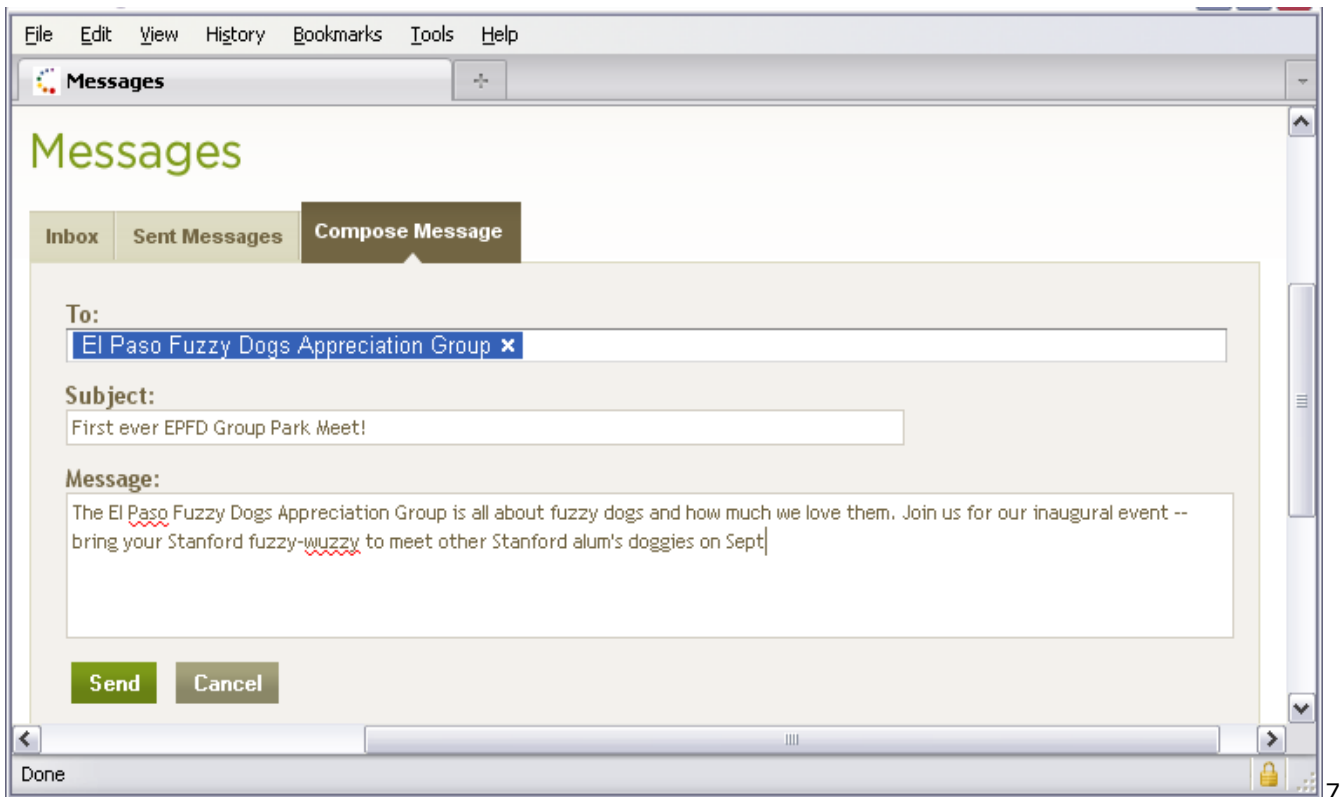 File Edit View History Bookmarks Tools Help
Messages
Messages
Inbox Sent Messages Compose Message
To:
El Paso Fuzzy Dogs Appreciation Group ×
Subject:
First ever EPFD Group Park Meet!
Message:
The El Paso Fuzzy Dogs Appreciation Group is all about fuzzy dogs and how much we love them. Join us for our inaugural event --
bring your Stanford fuzzy-wuzzy to meet other Stanford alum's doggies on Sept
Send Cancel
Done
7